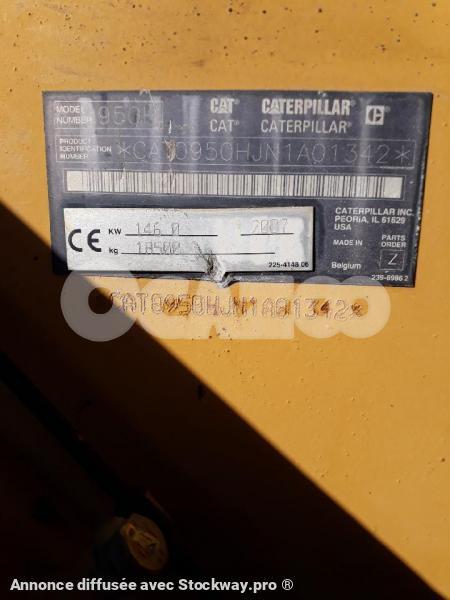 MODEL NUMBER 950H CAT CATERPILLAR
CAT CATERPILLAR
PRODUCT IDENTIFICATION NUMBER *CAT0950HJN1A01342*
CATERPILLAR INC.
PEORIA, IL 61629
USA
CE KW 146.0 2007
kg 18500
225-4148 06
MADE IN
Belgium
PARTS ORDER
Z
239-6986 2
CAT0950HJN1A01342*
Annonce diffusée avec Stockway.pro ®